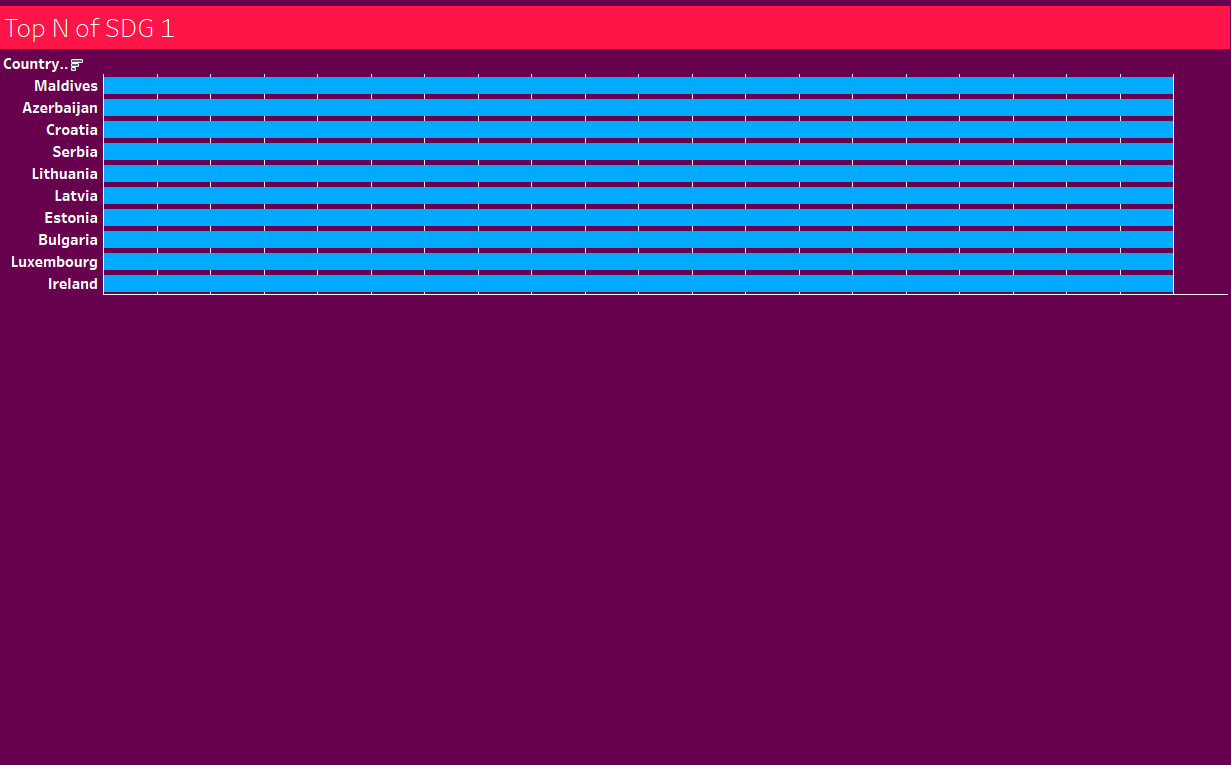 Top N of SDG 1
Country..
Maldives
Azerbaijan
Croatia
Serbia
Lithuania
Latvia
Estonia
Bulgaria
Luxembourg
Ireland